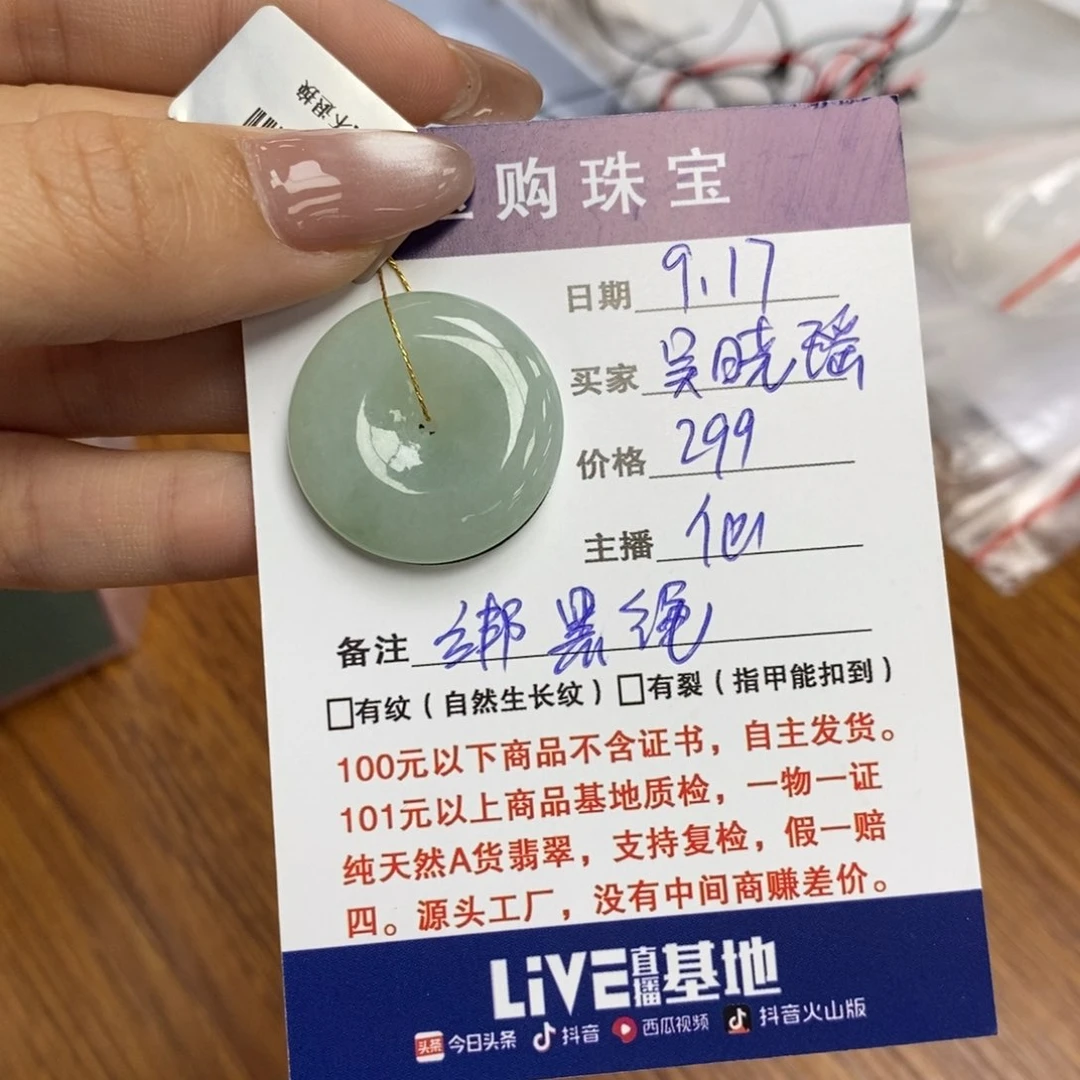 不退换
购珠宝
日期 9.17
买家 吴晓瑶
价格 299
主播 仙
备注 绑黑绳
□有纹（自然生长纹）□有裂（指甲能扣到）
100元以下商品不含证书，自主发货。
101元以上商品基地质检，一物一证
纯天然A货翡翠，支持复检，假一赔
四。源头工厂，没有中间商赚差价。
LiVE直播基地
头条 今日头条 抖音 西瓜视频 抖音火山版